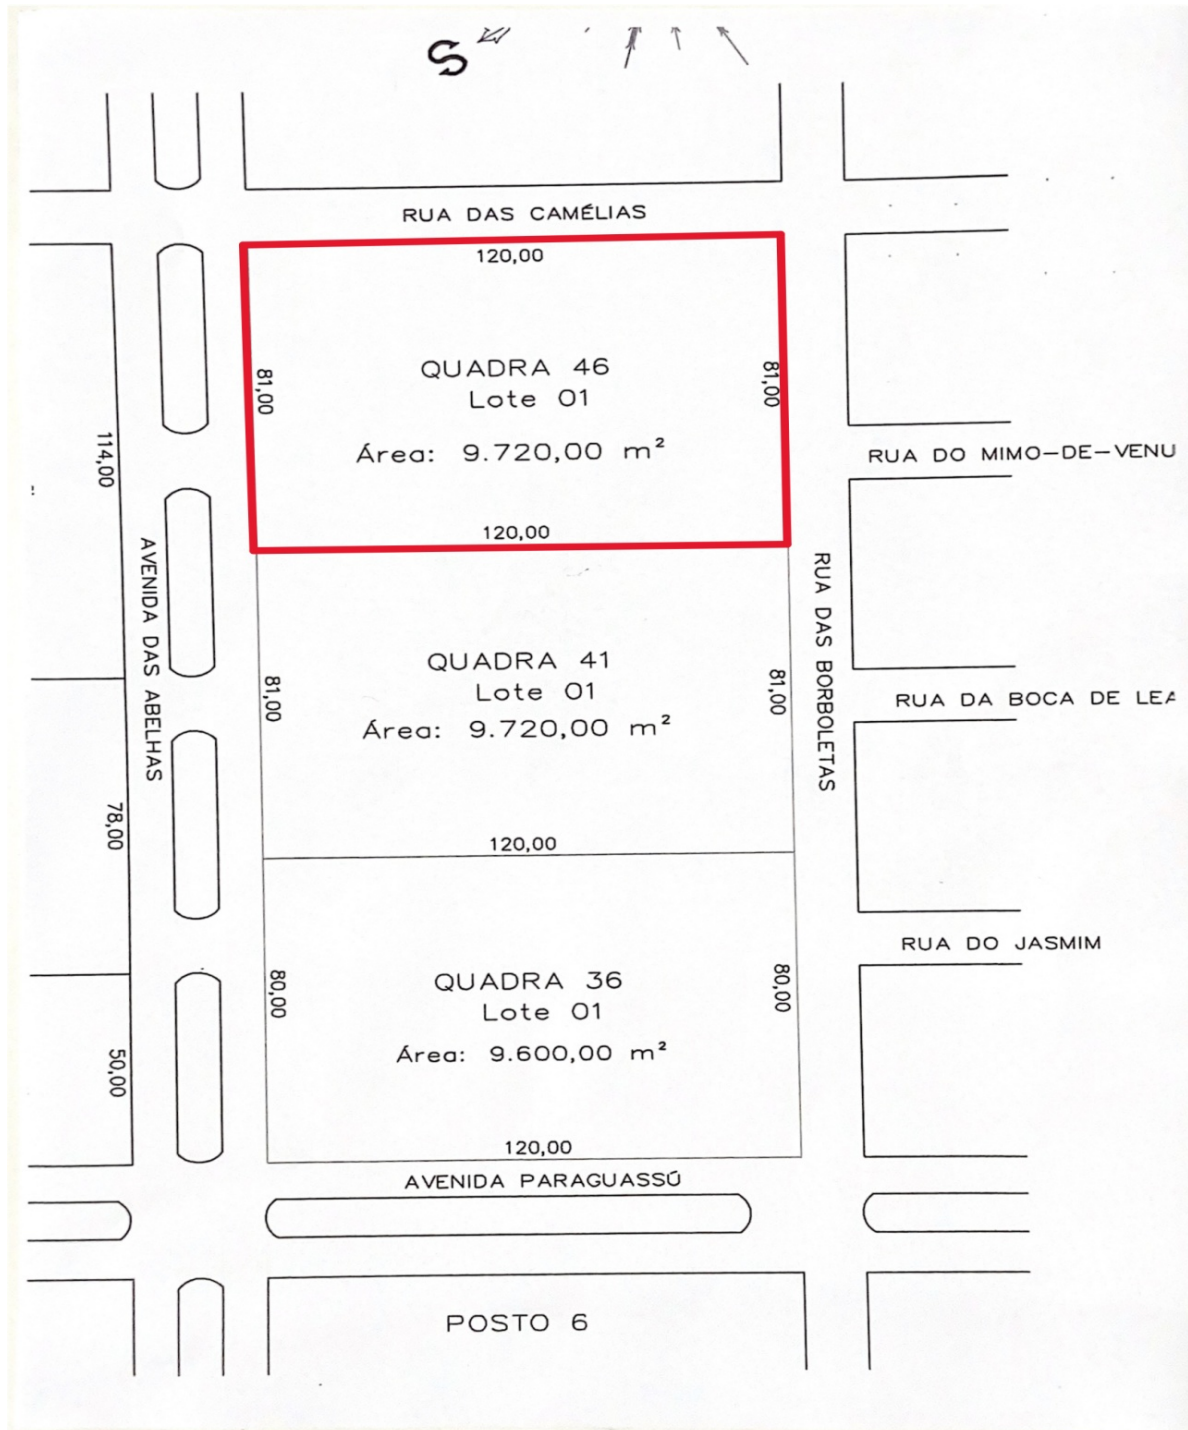 S
RUA DAS CAMÉLIAS
120,00
81,00
QUADRA 46
Lote 01
Área: 9.720,00 m²
81,00
120,00
114,00
RUA DO MIMO-DE-VENU
AVENIDA DAS ABELHAS
RUA DAS BORBOLETAS
81,00
QUADRA 41
Lote 01
Área: 9.720,00 m²
81,00
RUA DA BOCA DE LEA
78,00
120,00
80,00
QUADRA 36
Lote 01
Área: 9.600,00 m²
80,00
RUA DO JASMIM
50,00
120,00
AVENIDA PARAGUASSÚ
POSTO 6